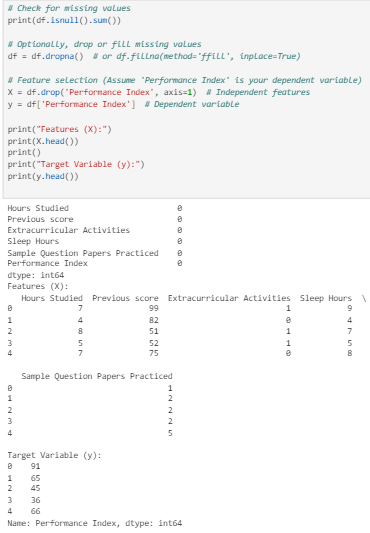 # Check for missing values
print(df.isnull().sum())
# Optionally, drop or fill missing values
df = df.dropna()  # or df.fillna(method='ffill', inplace=True)
# Feature selection (Assume 'Performance Index' is your dependent variable)
X = df.drop('Performance Index', axis=1)  # Independent features
y = df['Performance Index']  # Dependent variable
print("Features (X):")
print(X.head())
print()
print("Target Variable (y):")
print(y.head())
Hours Studied                       0
Previous score                      0
Extracurricular Activities          0
Sleep Hours                         0
Sample Question Papers Practiced    0
Performance Index                   0
dtype: int64
Features (X):
   Hours Studied  Previous score  Extracurricular Activities  Sleep Hours  \
0              7              99                           1            9
1              4              82                           0            4
2              8              51                           1            7
3              5              52                           1            5
4              7              75                           0            8
   Sample Question Papers Practiced
0                                 1
1                                 2
2                                 2
3                                 2
4                                 5
Target Variable (y):
0    91
1    65
2    45
3    36
4    66
Name: Performance Index, dtype: int64